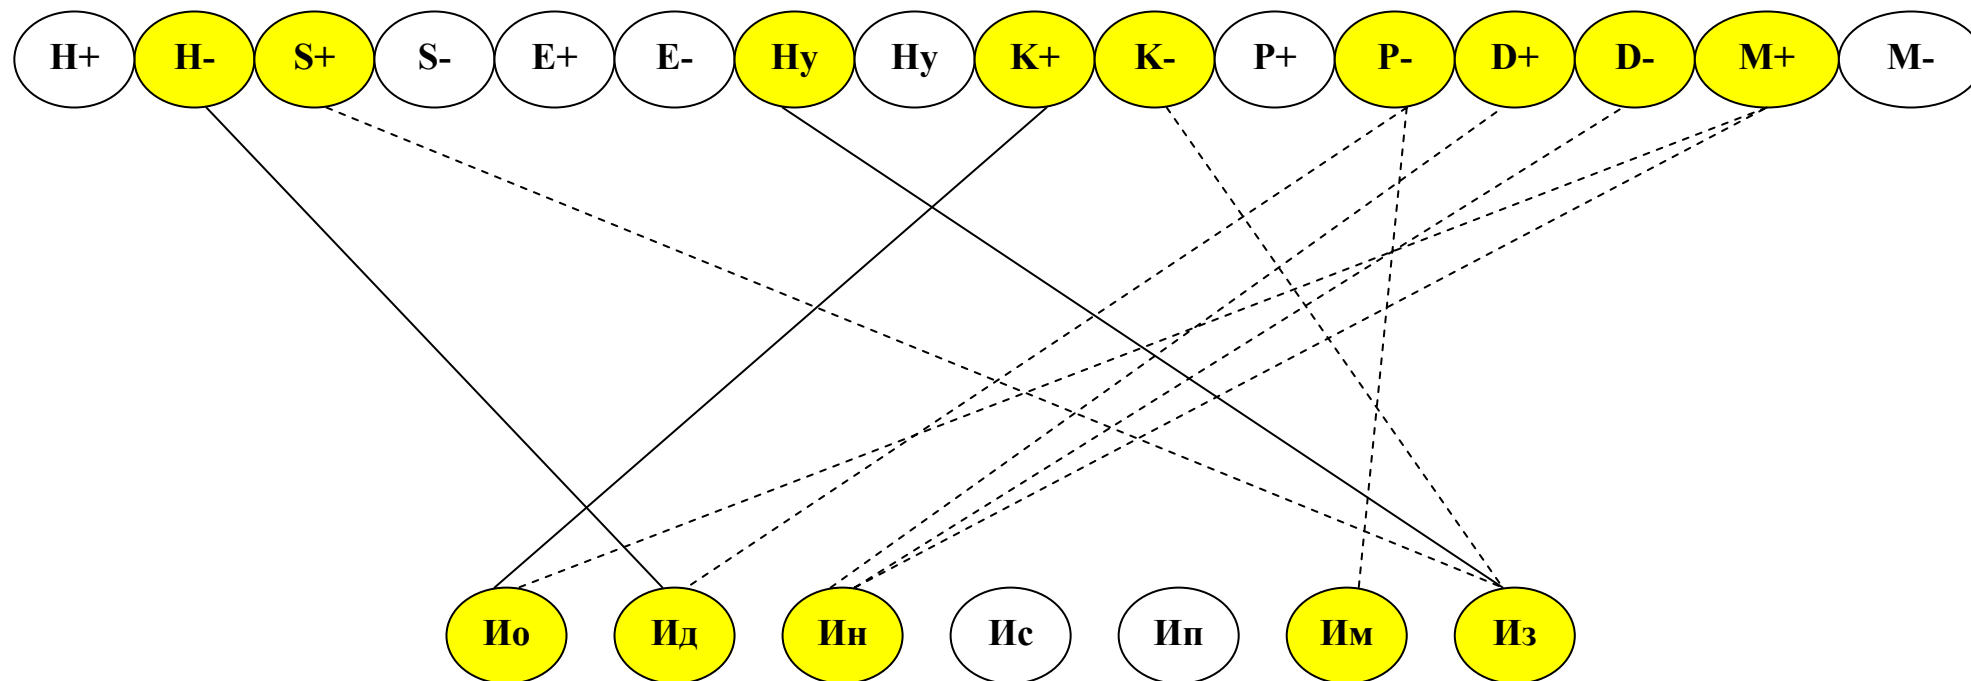 H+ H- S+ S- E+ E- Hy Hy K+ K- P+ P- D+ D- M+ M-
Ио Ид Ин Ис Ип Им Из